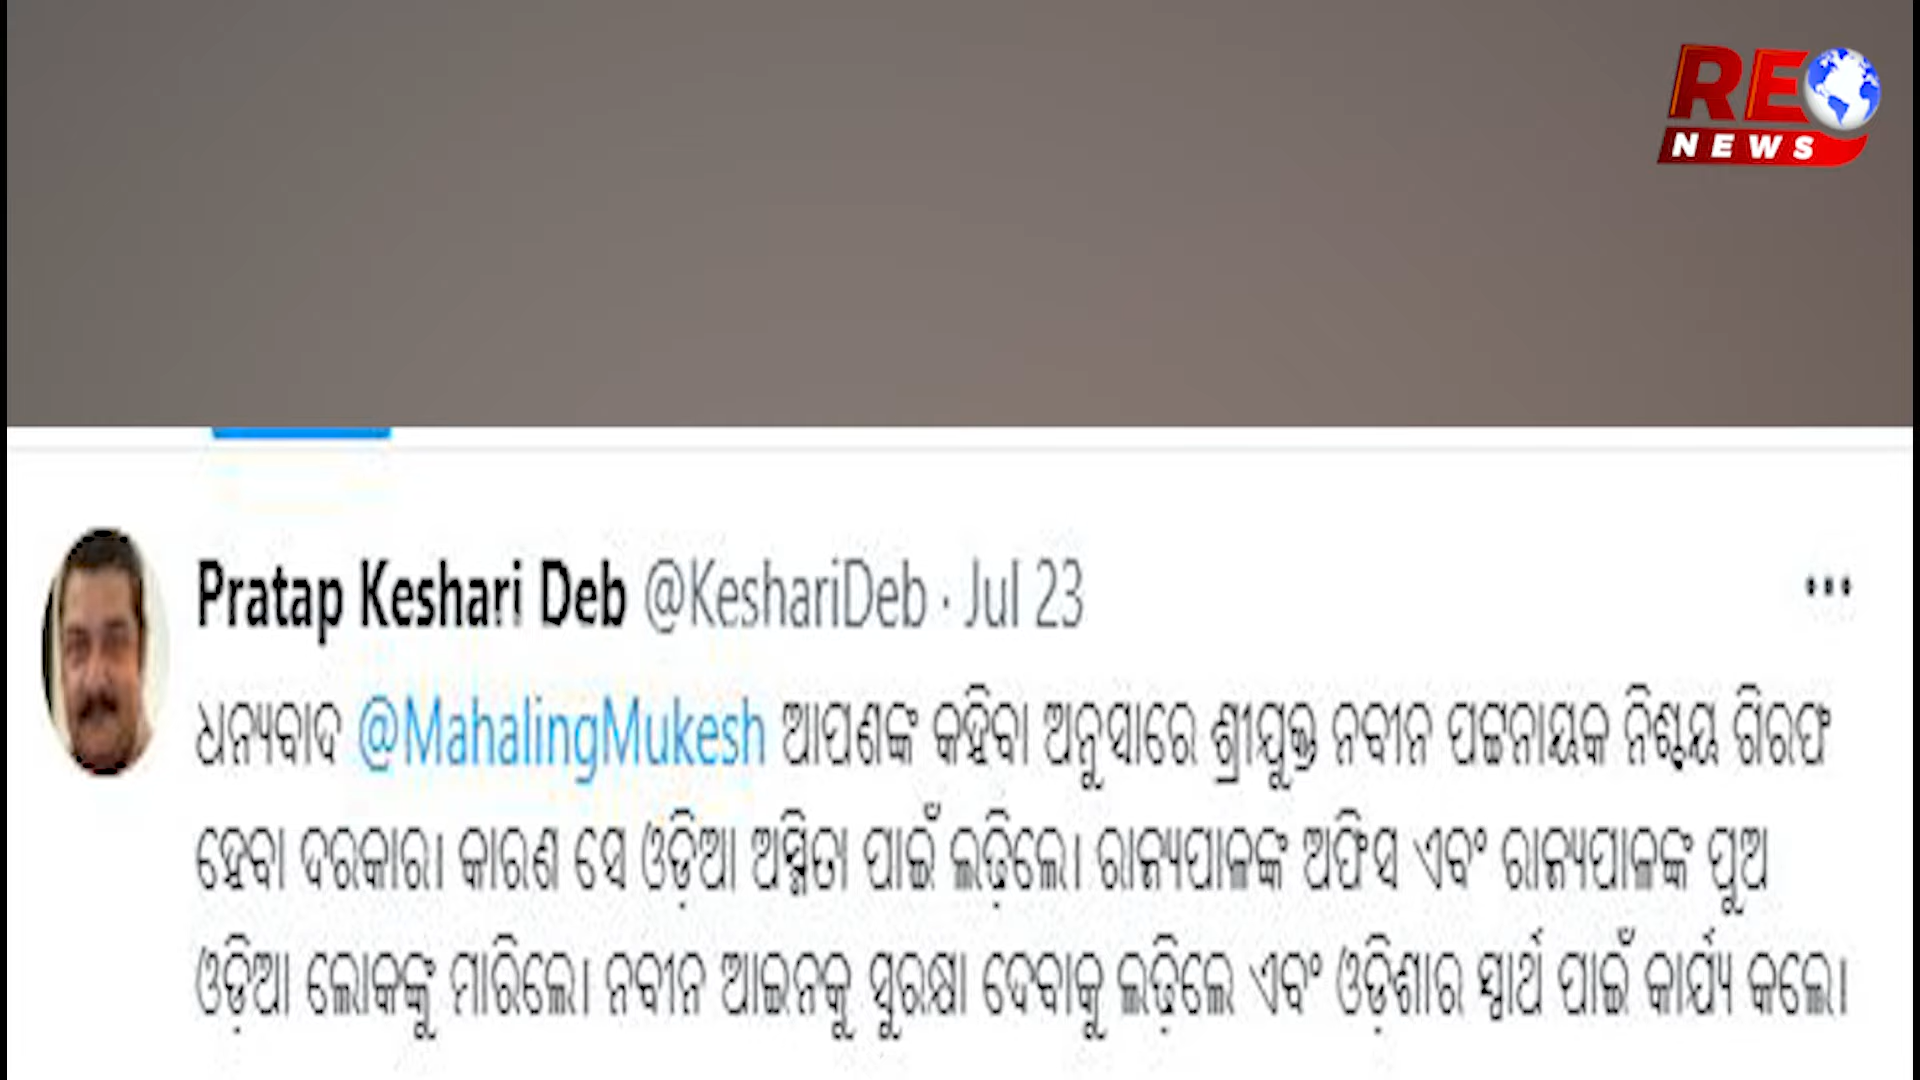 REO
NEWS
Pratap Keshari Deb @KeshariDeb · Jul 23
ଧନ୍ୟବାଦ @MahalingMukesh ଆପଣଙ୍କ କହିବା ଅନୁସାରେ ଶ୍ରୀଯୁକ୍ତ ନବୀନ ପଟ୍ଟନାୟକ ନିଶ୍ଚୟ ଗିରଫ
ହେବା ଦରକାର। କାରଣ ସେ ଓଡ଼ିଆ ଅସ୍ମିତା ପାଇଁ ଲଢ଼ିଲେ। ରାଜ୍ୟପାଳଙ୍କ ଅଫିସ ଏବଂ ରାଜ୍ୟପାଳଙ୍କ ପୁଅ
ଓଡ଼ିଆ ଲୋକଙ୍କୁ ମାରିଲେ। ନବୀନ ଆଇନକୁ ସୁରକ୍ଷା ଦେବାକୁ ଲଢ଼ିଲେ ଏବଂ ଓଡ଼ିଶାର ସ୍ୱାର୍ଥ ପାଇଁ କାର୍ଯ୍ୟ କଲେ।